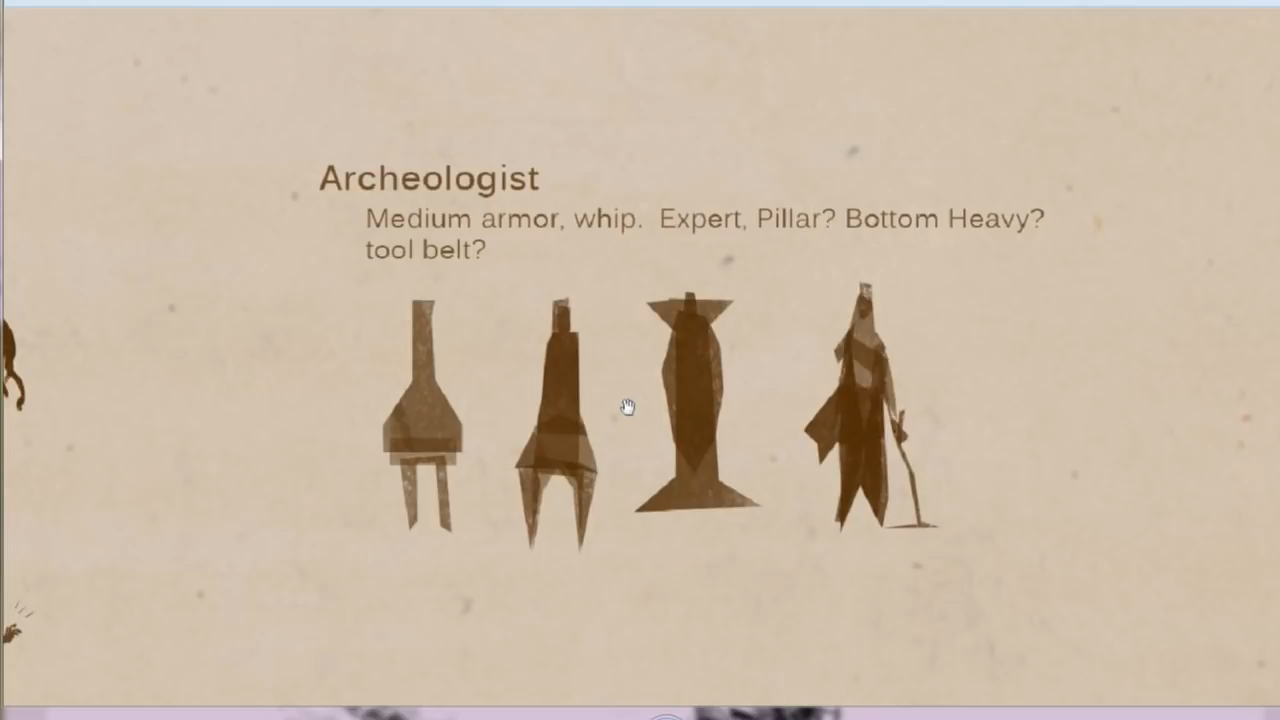 Archeologist
Medium armor, whip.  Expert, Pillar? Bottom Heavy?
tool belt?